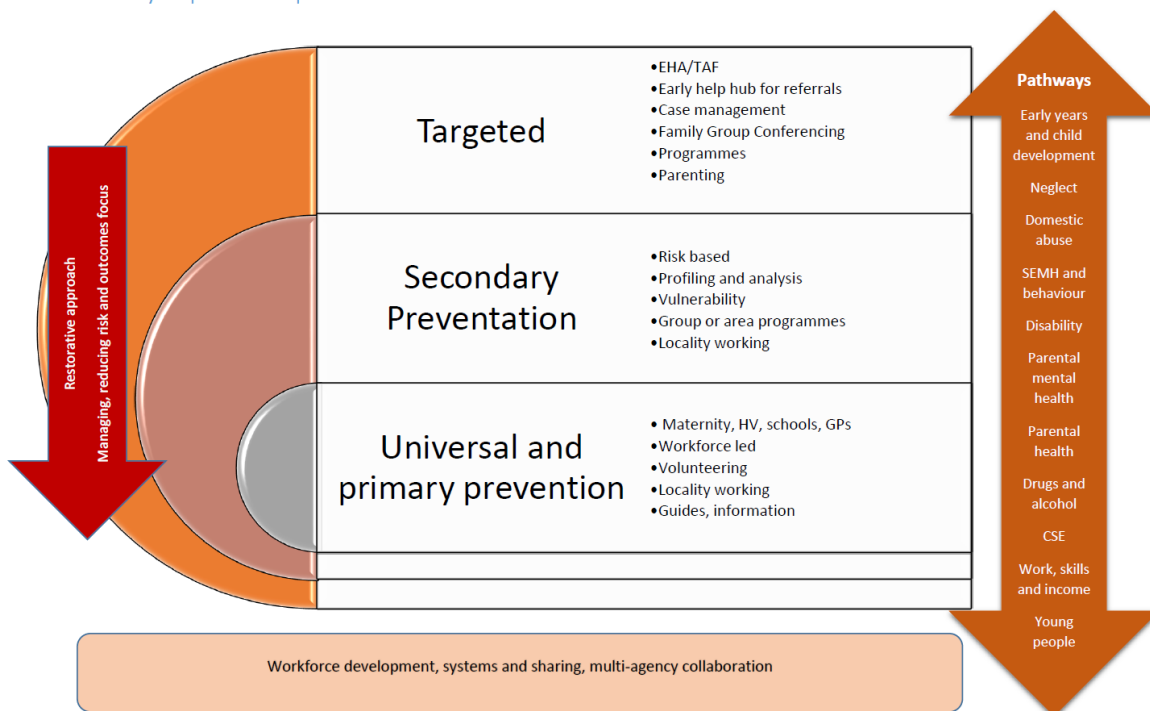 Targeted
•EHA/TAF
•Early help hub for referrals
•Case management
•Family Group Conferencing
•Programmes
•Parenting
Secondary
Preventation
•Risk based
•Profiling and analysis
•Vulnerability
•Group or area programmes
•Locality working
Universal and
primary prevention
• Maternity, HV, schools, GPs
•Workforce led
•Volunteering
•Locality working
•Guides, information
Restorative approach
Managing, reducing risk and outcomes focus
Pathways
Early years
and child
development
Neglect
Domestic
abuse
SEMH and
behaviour
Disability
Parental
mental
health
Parental
health
Drugs and
alcohol
CSE
Work, skills
and income
Young
people
Workforce development, systems and sharing, multi-agency collaboration